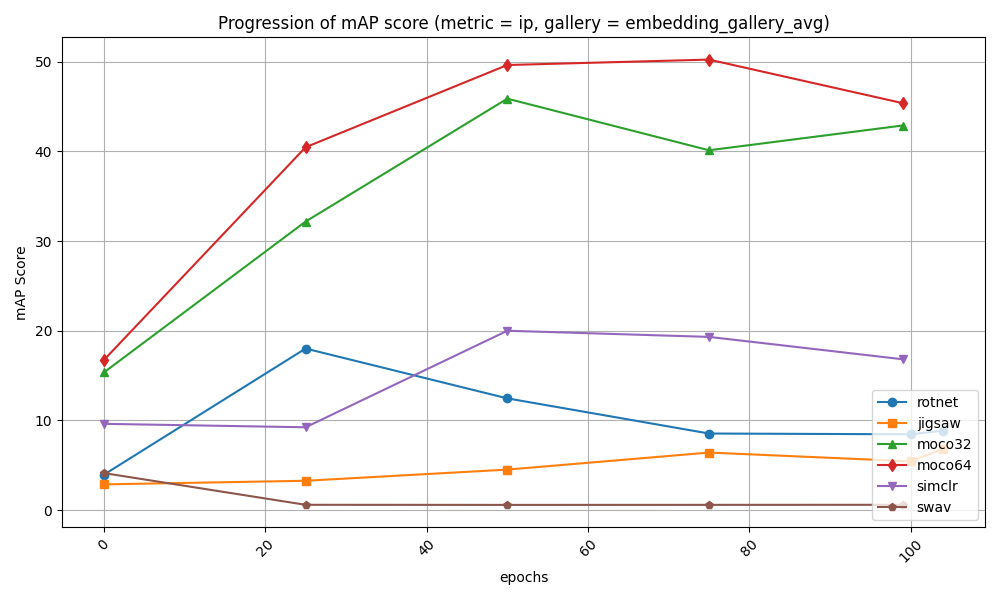 Progression of mAP score (metric = ip, gallery = embedding_gallery_avg)
50
40
30
20
10
0
mAP Score
0
20
40
60
80
100
epochs
rotnet
jigsaw
moco32
moco64
simclr
swav